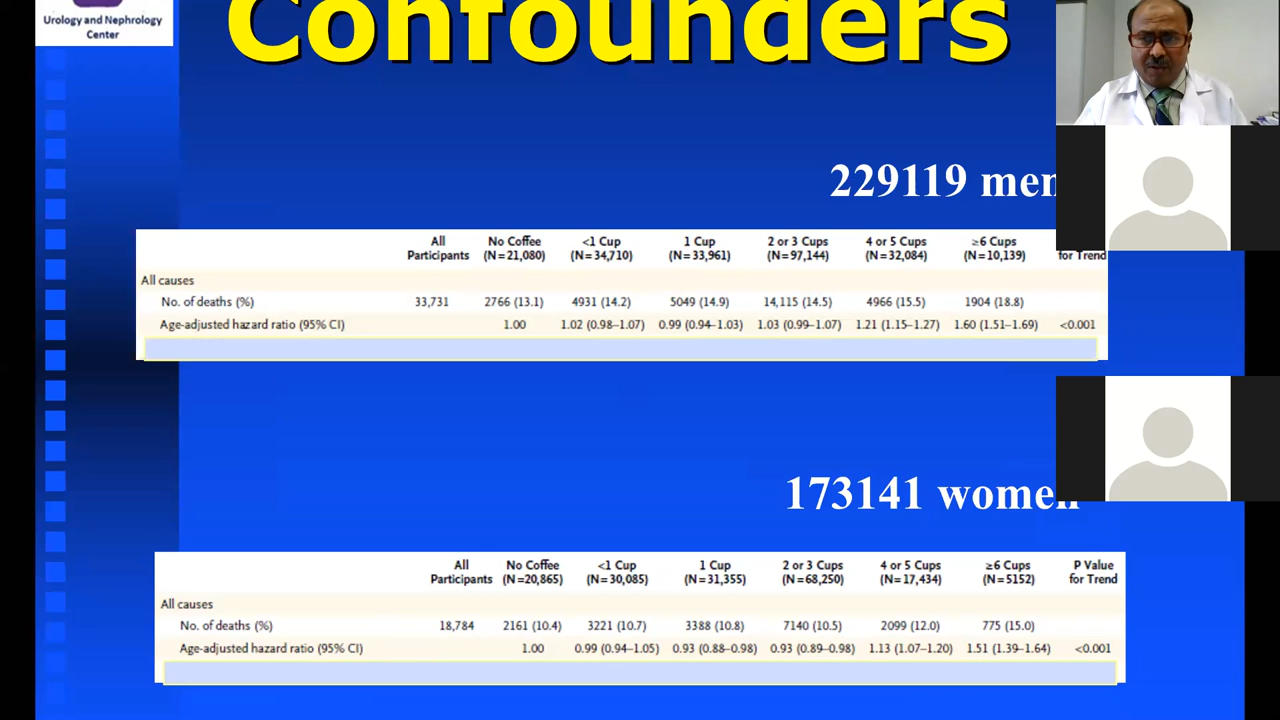 Urology and Nephrology
Center
Confounders
229119 men
All No Coffee <1 Cup 1 Cup 2 or 3 Cups 4 or 5 Cups ≥6 Cups
Participants (N=21,080) (N=34,710) (N=33,961) (N=97,144) (N=32,084) (N=10,139) for Trend
All causes
No. of deaths (%) 33,731 2766 (13.1) 4931 (14.2) 5049 (14.9) 14,115 (14.5) 4966 (15.5) 1904 (18.8)
Age-adjusted hazard ratio (95% CI) 1.00 1.02 (0.98–1.07) 0.99 (0.94–1.03) 1.03 (0.99–1.07) 1.21 (1.15–1.27) 1.60 (1.51–1.69) <0.001
173141 women
All No Coffee <1 Cup 1 Cup 2 or 3 Cups 4 or 5 Cups ≥6 Cups P Value
Participants (N=20,865) (N=30,085) (N=31,355) (N=68,250) (N=17,434) (N=5152) for Trend
All causes
No. of deaths (%) 18,784 2161 (10.4) 3221 (10.7) 3388 (10.8) 7140 (10.5) 2099 (12.0) 775 (15.0)
Age-adjusted hazard ratio (95% CI) 1.00 0.99 (0.94–1.05) 0.93 (0.88–0.98) 0.93 (0.89–0.98) 1.13 (1.07–1.20) 1.51 (1.39–1.64) <0.001